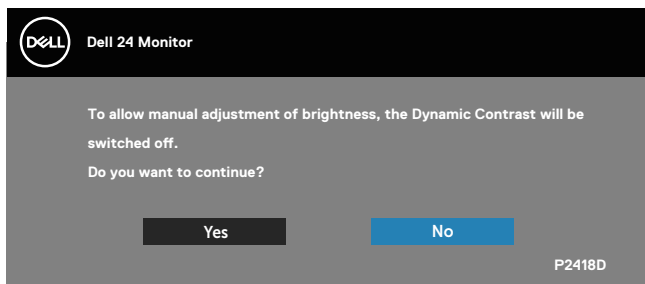 DELL
Dell 24 Monitor
To allow manual adjustment of brightness, the Dynamic Contrast will be
switched off.
Do you want to continue?
Yes
No
P2418D